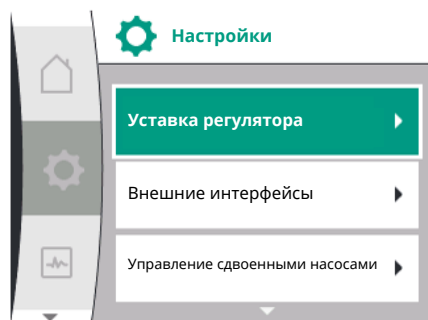 Настройки
Уставка регулятора
Внешние интерфейсы
Управление сдвоенными насосами